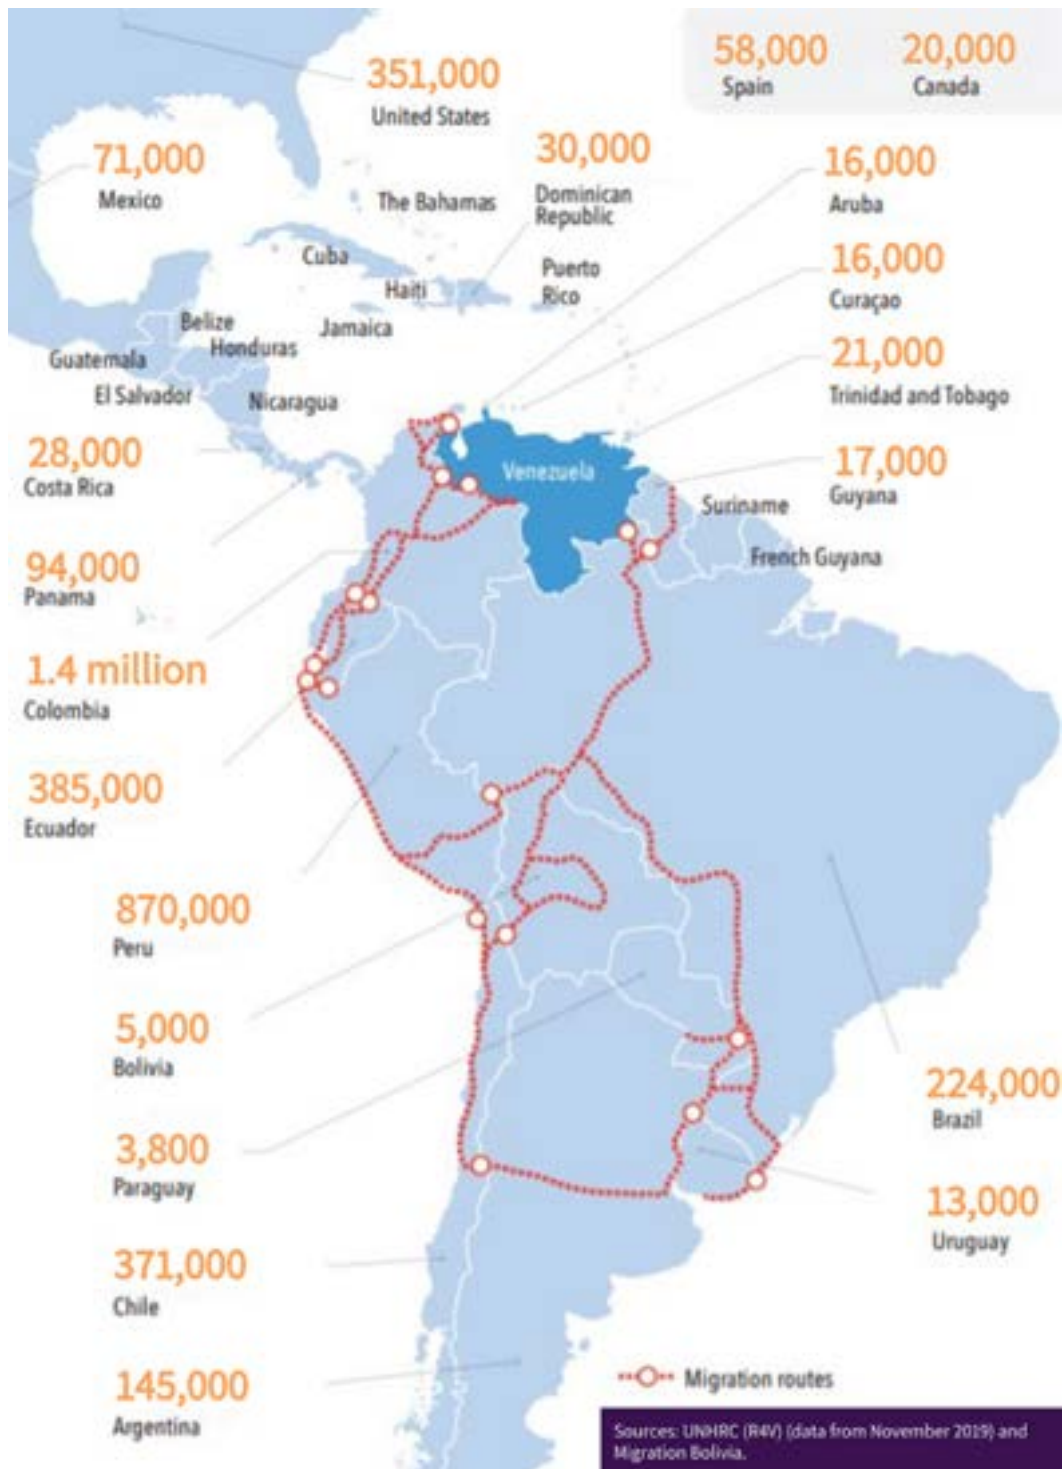 58,000
Spain
20,000
Canada
351,000
United States
71,000
Mexico
30,000
Dominican
Republic
16,000
Aruba
The Bahamas
Cuba
Haiti
Puerto
Rico
16,000
Curaçao
Belize
Jamaica
Guatemala
Honduras
El Salvador
Nicaragua
21,000
Trinidad and Tobago
28,000
Costa Rica
Venezuela
17,000
Guyana
Suriname
French Guyana
94,000
Panama
1.4 million
Colombia
385,000
Ecuador
870,000
Peru
5,000
Bolivia
224,000
Brazil
3,800
Paraguay
13,000
Uruguay
371,000
Chile
145,000
Argentina
Migration routes
Sources: UNHRC (R4V) (data from November 2019) and
Migration Bolivia.